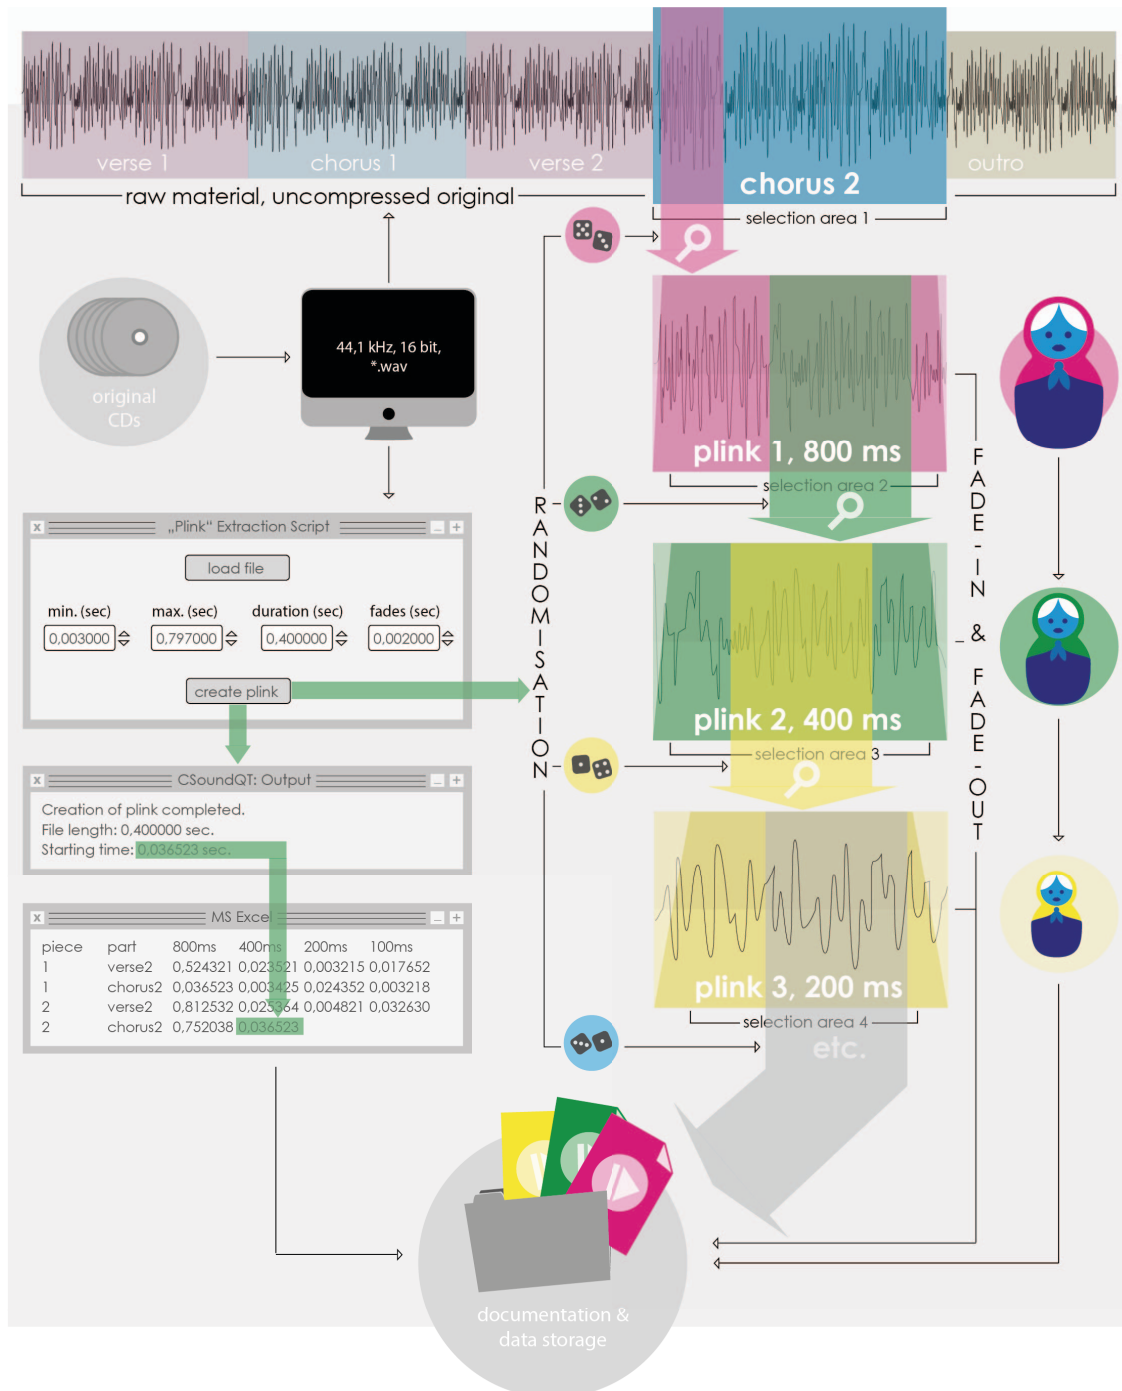 verse 1
chorus 1
verse 2
chorus 2
outro
raw material, uncompressed original
selection area 1
original
CDs
44,1 kHz, 16 bit,
*.wav
plink 1, 800 ms
selection area 2
„Plink“ Extraction Script
load file
min. (sec) max. (sec) duration (sec) fades (sec)
0,003000 0,797000 0,400000 0,002000
create plink
RANDOMISATION
FADE-IN & FADE-OUT
plink 2, 400 ms
selection area 3
CSoundQT: Output
Creation of plink completed.
File length: 0,400000 sec.
Starting time: 0,036523 sec.
MS Excel
piece part 800ms 400ms 200ms 100ms
1 verse2 0,524321 0,023521 0,003215 0,017652
1 chorus2 0,036523 0,003425 0,024352 0,003218
2 verse2 0,812532 0,025364 0,004821 0,032630
2 chorus2 0,752038 0,036523
plink 3, 200 ms
selection area 4
etc.
documentation &
data storage